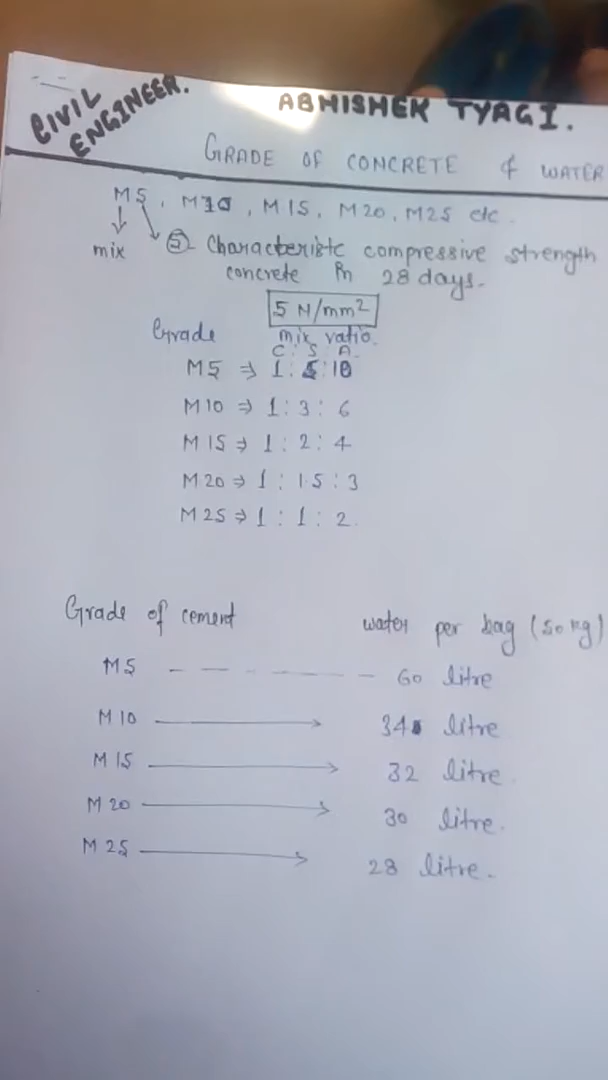 CIVIL ENGINEER.
ABHISHEK TYAGI.
GRADE OF CONCRETE & WATER
M5, M10, M15, M20, M25 etc.
mix
5 - Characteristc compressive strength
concrete in 28 days.
5 N/mm²
Grade mix ratio.
C. S. A.
M5 ⇒ 1:5:10
M10 ⇒ 1:3:6
M15 ⇒ 1:2:4
M20 ⇒ 1:1.5:3
M25 ⇒ 1:1:2.
Grade of cement water per bag (50 kg)
M5 - - - - 60 litre
M10 → 34 litre
M15 → 32 litre.
M20 → 30 litre.
M25 → 28 litre.